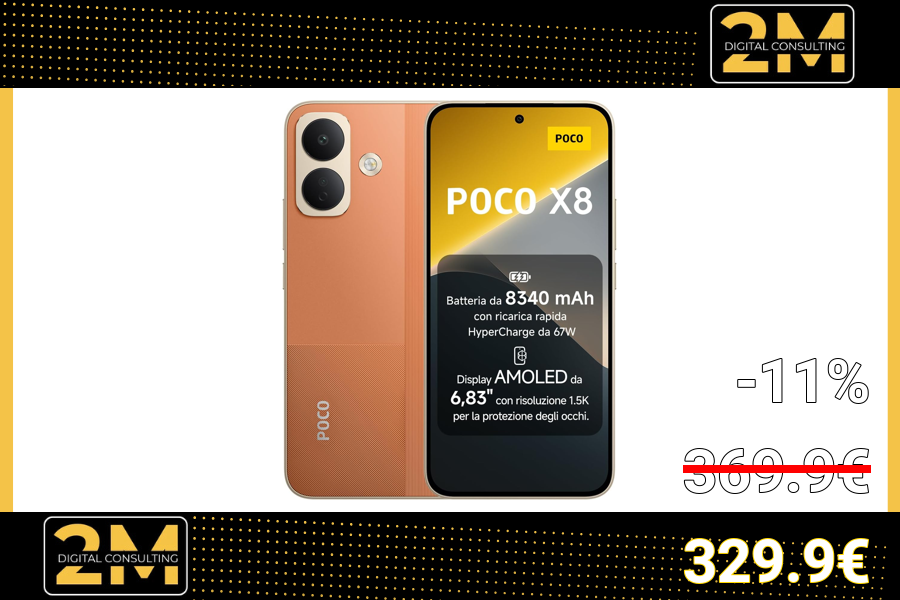 2M
DIGITAL CONSULTING
POCO
POCO X8
Batteria da 8340 mAh
con ricarica rapida
HyperCharge da 67W
Display AMOLED da
6,83" con risoluzione 1.5K
per la protezione degli occhi.
POCO
-11%
369.9€
2M
DIGITAL CONSULTING
329.9€